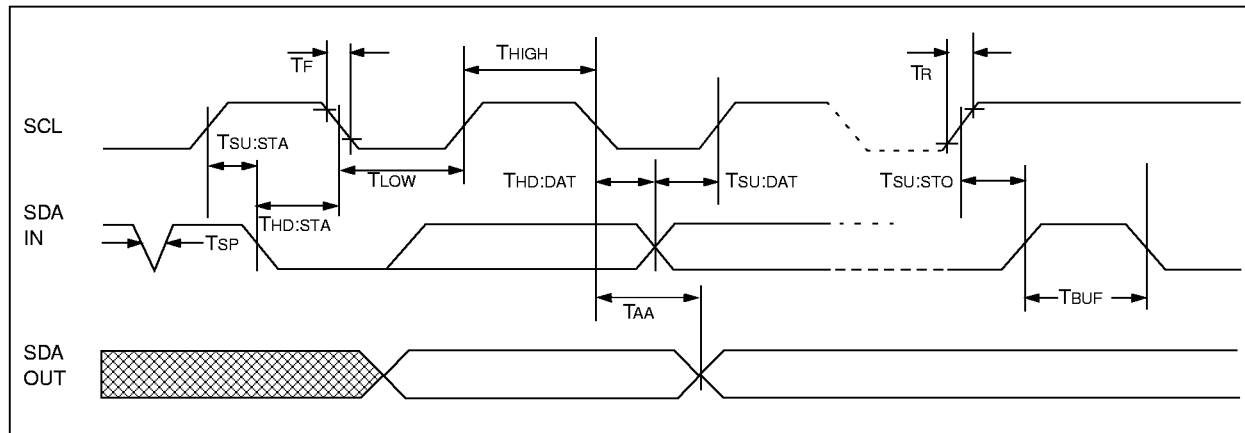 TF
THIGH
TR
SCL
TSU:STA
TLOW
THD:DAT
TSU:DAT
TSU:STO
SDA
IN
TSP
THD:STA
TAA
TBUF
SDA
OUT